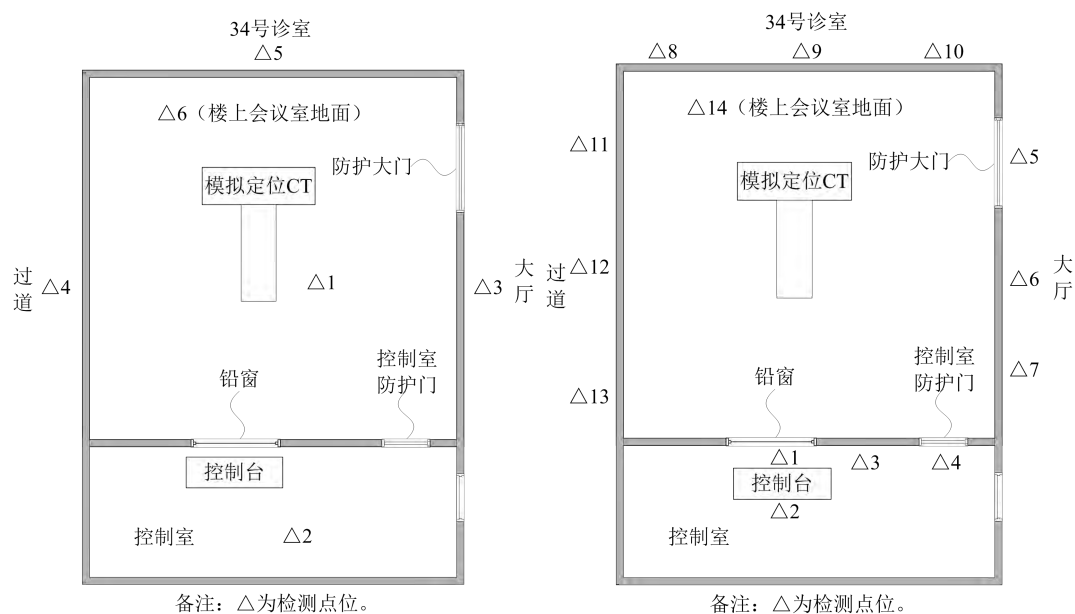 34号诊室
△5
△6（楼上会议室地面）
防护大门
模拟定位CT
过道
△4
△1
△3
大厅
铅窗
控制室
防护门
控制台
控制室
△2
备注：△为检测点位。
34号诊室
△8
△9
△10
△14（楼上会议室地面）
△11
防护大门
△5
模拟定位CT
过道
△12
△6
大厅
控制室
防护门
△7
铅窗
△13
△1
△3
△4
控制台
△2
控制室
备注：△为检测点位。